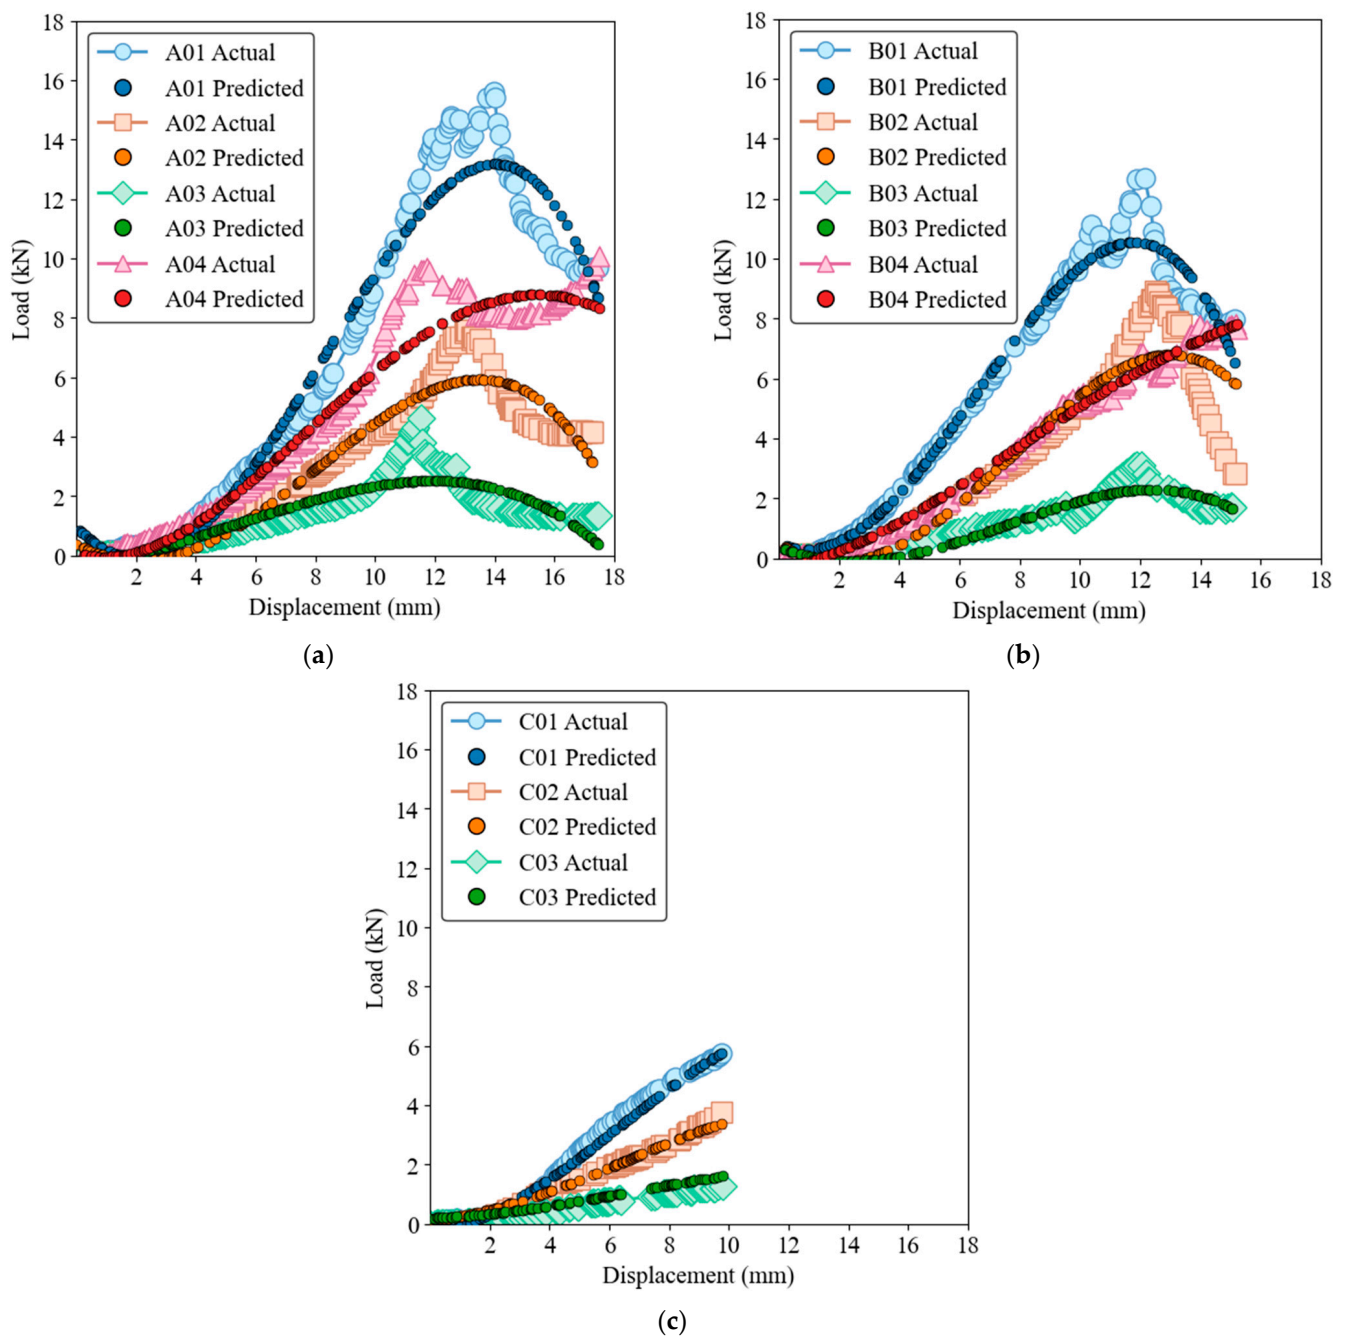 18
16
14
12
10
8
6
4
2
0
Load (kN)
A01 Actual
A01 Predicted
A02 Actual
A02 Predicted
A03 Actual
A03 Predicted
A04 Actual
A04 Predicted
2 4 6 8 10 12 14 16 18
Displacement (mm)
(a)
18
16
14
12
10
8
6
4
2
0
Load (kN)
B01 Actual
B01 Predicted
B02 Actual
B02 Predicted
B03 Actual
B03 Predicted
B04 Actual
B04 Predicted
2 4 6 8 10 12 14 16 18
Displacement (mm)
(b)
18
16
14
12
10
8
6
4
2
0
Load (kN)
C01 Actual
C01 Predicted
C02 Actual
C02 Predicted
C03 Actual
C03 Predicted
2 4 6 8 10 12 14 16 18
Displacement (mm)
(c)